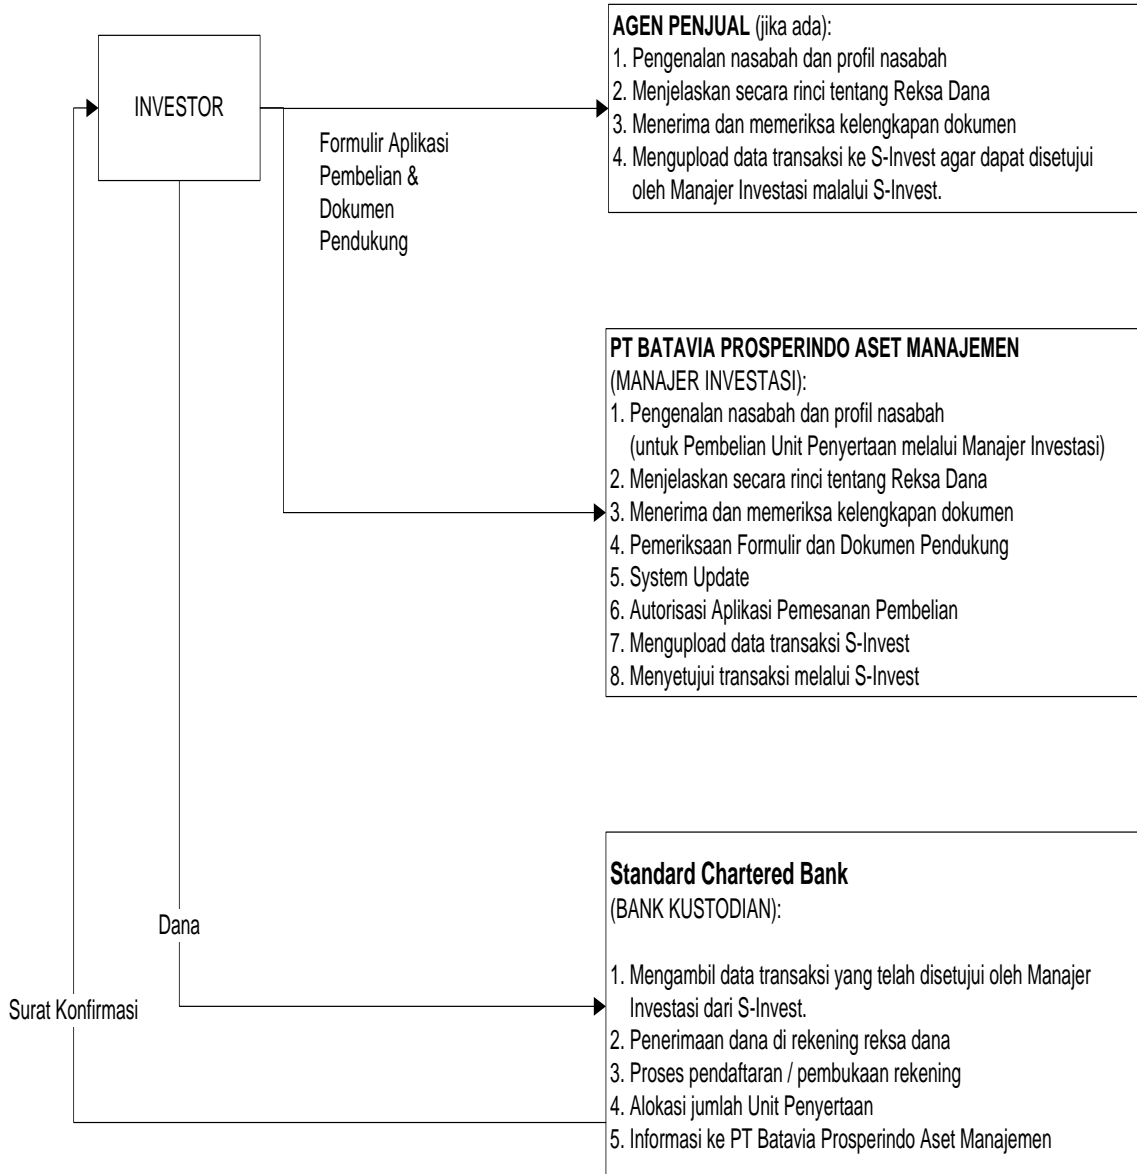 INVESTOR
Formulir Aplikasi
Pembelian &
Dokumen
Pendukung
AGEN PENJUAL (jika ada):
1. Pengenalan nasabah dan profil nasabah
2. Menjelaskan secara rinci tentang Reksa Dana
3. Menerima dan memeriksa kelengkapan dokumen
4. Mengupload data transaksi ke S-Invest agar dapat disetujui
oleh Manajer Investasi malalui S-Invest.
PT BATAVIA PROSPERINDO ASET MANAJEMEN
(MANAJER INVESTASI):
1. Pengenalan nasabah dan profil nasabah
(untuk Pembelian Unit Penyertaan melalui Manajer Investasi)
2. Menjelaskan secara rinci tentang Reksa Dana
3. Menerima dan memeriksa kelengkapan dokumen
4. Pemeriksaan Formulir dan Dokumen Pendukung
5. System Update
6. Autorisasi Aplikasi Pemesanan Pembelian
7. Mengupload data transaksi S-Invest
8. Menyetujui transaksi melalui S-Invest
Dana
Surat Konfirmasi
Standard Chartered Bank
(BANK KUSTODIAN):
1. Mengambil data transaksi yang telah disetujui oleh Manajer
Investasi dari S-Invest.
2. Penerimaan dana di rekening reksa dana
3. Proses pendaftaran / pembukaan rekening
4. Alokasi jumlah Unit Penyertaan
5. Informasi ke PT Batavia Prosperindo Aset Manajemen